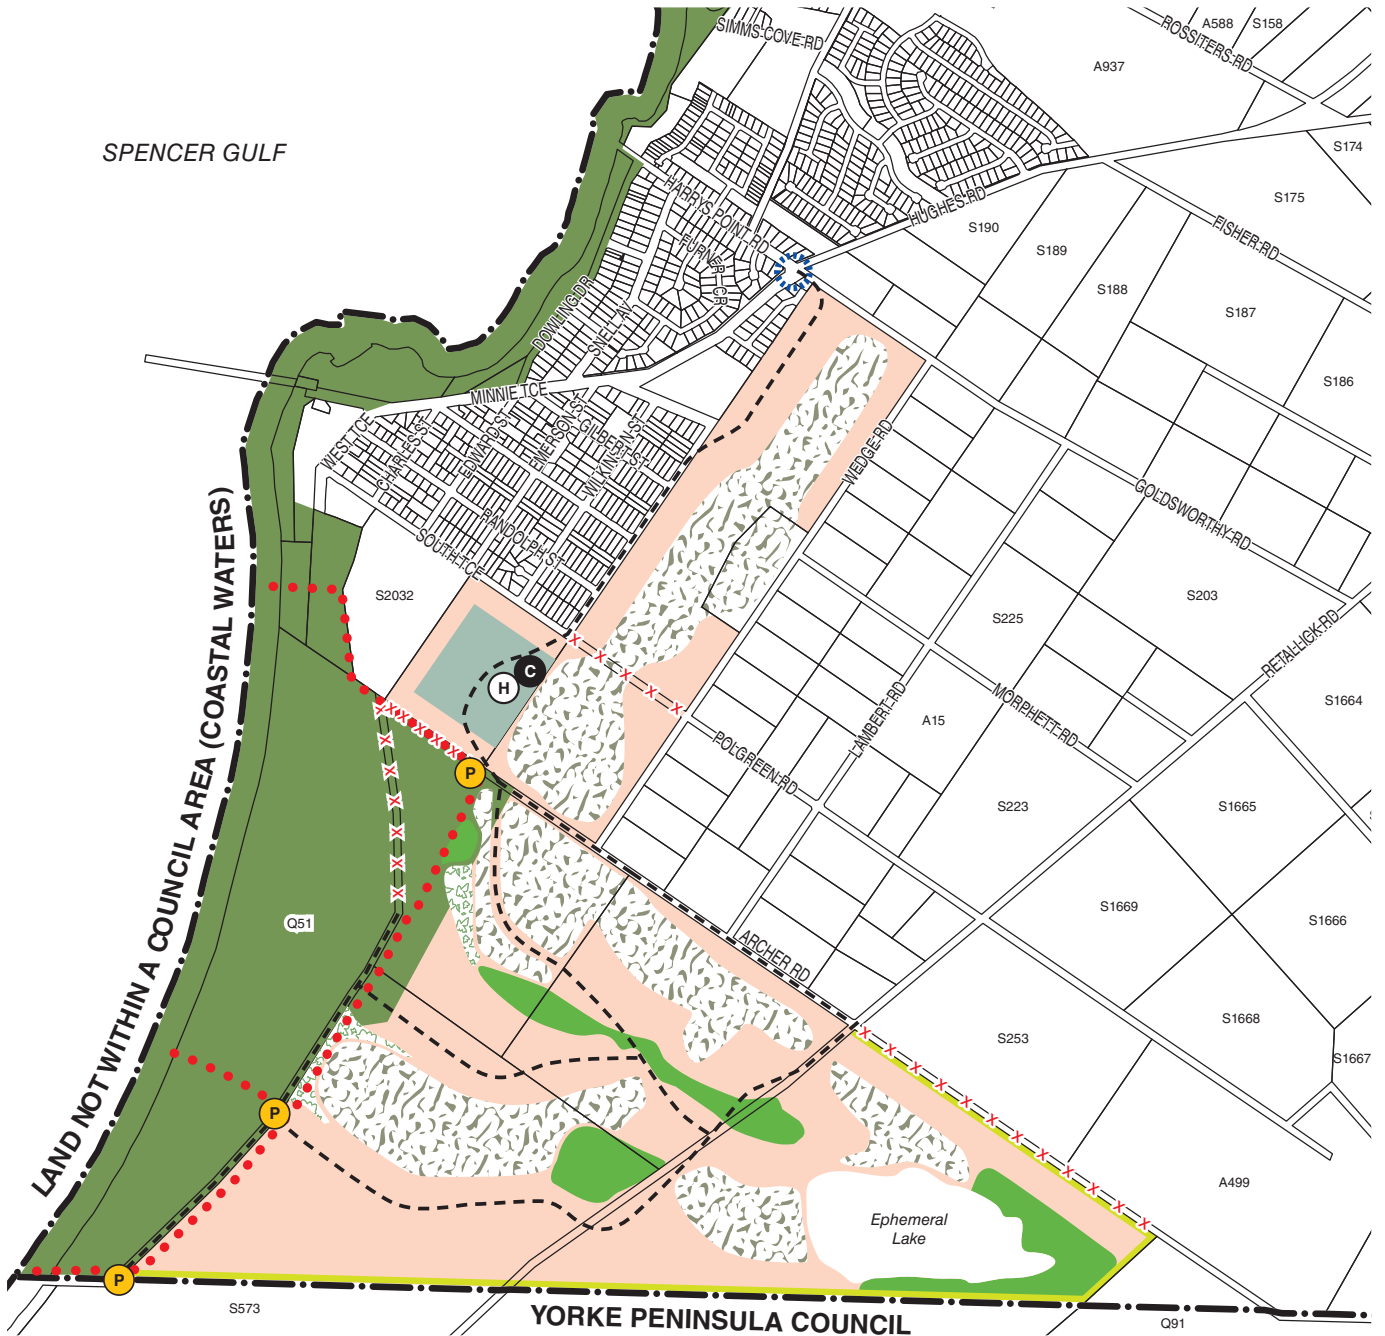 SIMMS COVE RD
ROSSITERS RD
A588
S158
A937
SPENCER GULF
S174
S175
HARRYS POINT RD
HUGHES RD
FISHER RD
S190
S189
FURNER CR
S188
S187
DOWLING DR
SNELL AV
S186
MINNIE TCE
WEST TCE
CHARLES ST
EDWARD ST
EMERSON ST
GILBERT ST
WILKINSON ST
WEDGE RD
GOLDSWORTHY RD
RANDOLPH ST
SOUTH TCE
LAND NOT WITHIN A COUNCIL AREA (COASTAL WATERS)
S2032
S203
S225
RETALLICK RD
C
H
LAMBERT RD
MORPHETT RD
S1664
A15
X X X X X
X X X X X X
POLGREEN RD
P
X X X X X X
S223
S1665
Q51
S1669
S1666
ARCHER RD
S1668
S253
S1667
X X X X X X X X X X X X
P
A499
Ephemeral
Lake
P
S573
YORKE PENINSULA COUNCIL
Q91